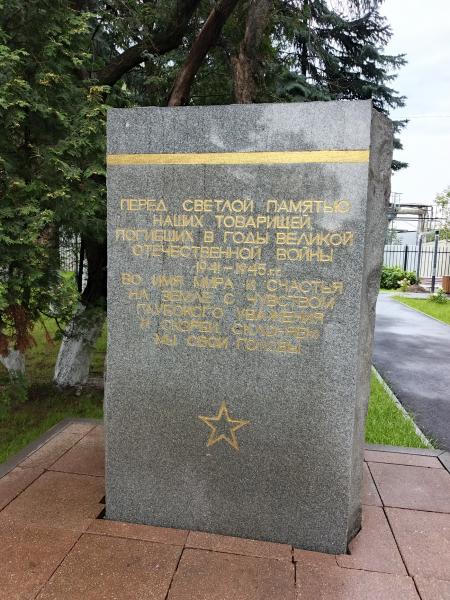 ПЕРЕД СВЕТЛОЙ ПАМЯТЬЮ
НАШИХ ТОВАРИЩЕЙ,
ПОГИБШИХ В ГОДЫ ВЕЛИКОЙ
ОТЕЧЕСТВЕННОЙ ВОЙНЫ
1941-1945 г.г.
ВО ИМЯ МИРА И СЧАСТЬЯ
НА ЗЕМЛЕ С ЧУВСТВОМ
ГЛУБОКОГО УВАЖЕНИЯ
И СКОРБИ СКЛОНЯЕМ
МЫ СВОИ ГОЛОВЫ